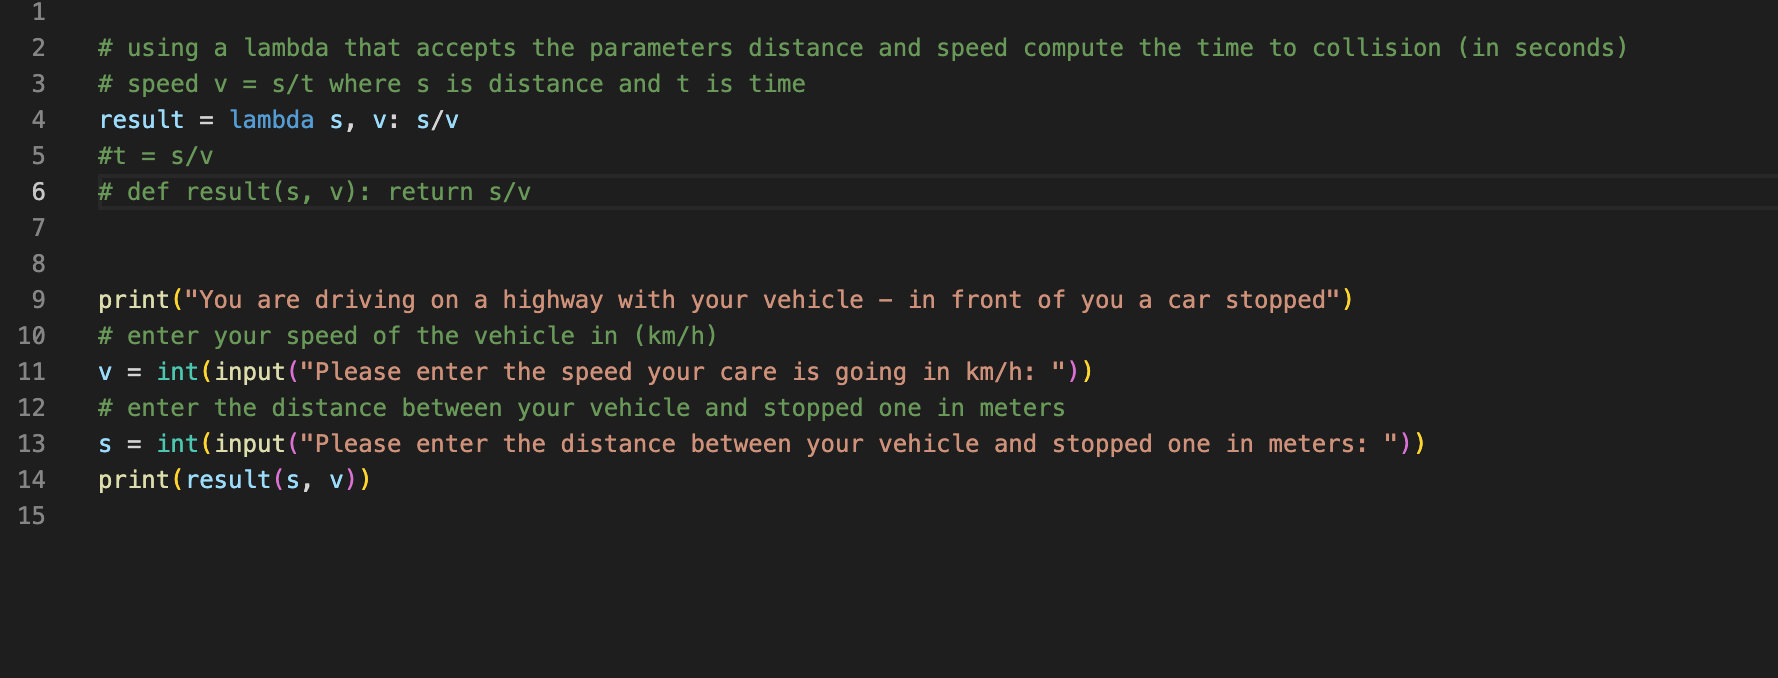 1
2 # using a lambda that accepts the parameters distance and speed compute the time to collision (in seconds)
3 # speed v = s/t where s is distance and t is time
4 result = lambda s, v: s/v
5 #t = s/v
6 # def result(s, v): return s/v
7
8
9 print("You are driving on a highway with your vehicle – in front of you a car stopped")
10 # enter your speed of the vehicle in (km/h)
11 v = int(input("Please enter the speed your care is going in km/h: "))
12 # enter the distance between your vehicle and stopped one in meters
13 s = int(input("Please enter the distance between your vehicle and stopped one in meters: "))
14 print(result(s, v))
15